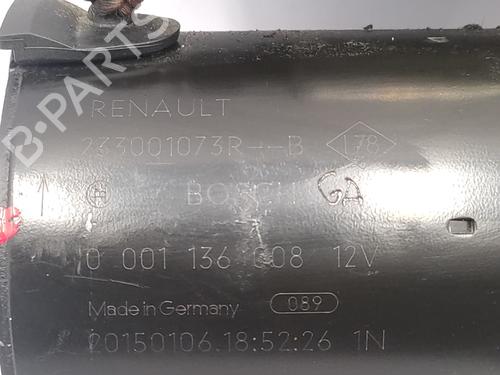 RENAULT
233001073R--B 178
BOSCH GA
0 001 136 008 12V
Made in Germany 089
20150106.18:52:26 1N